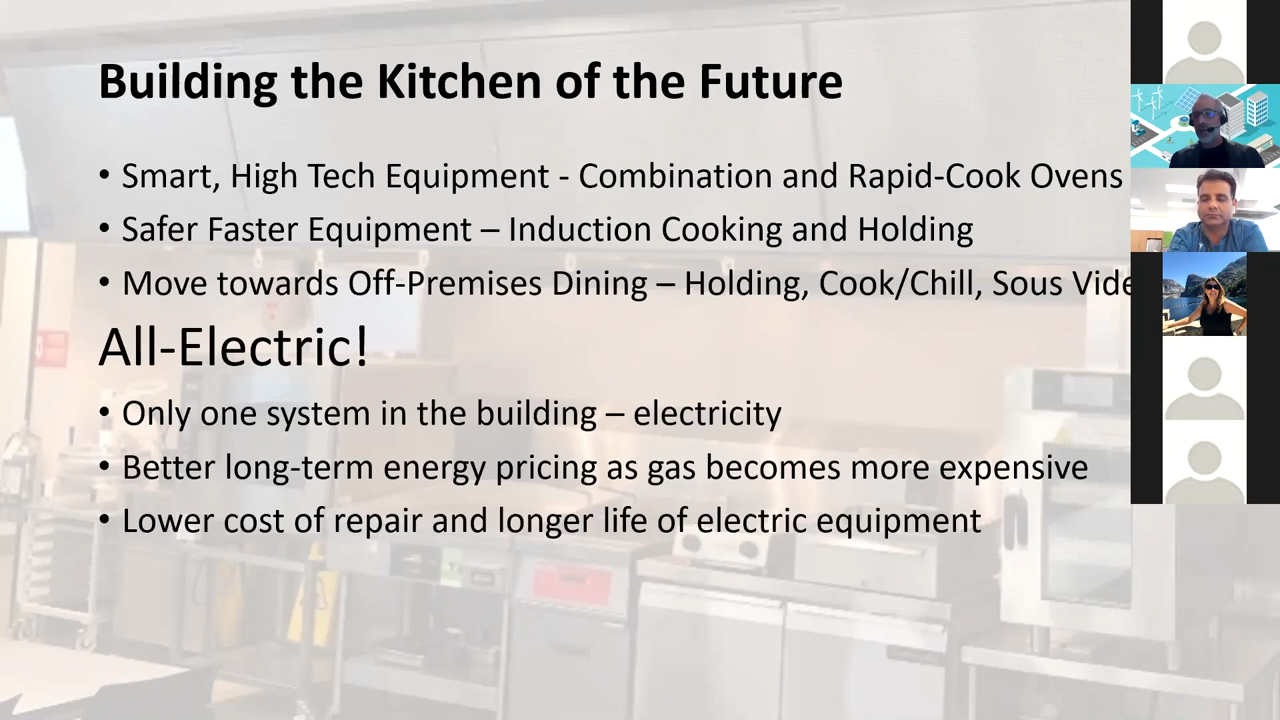 Building the Kitchen of the Future
• Smart, High Tech Equipment - Combination and Rapid-Cook Ovens
• Safer Faster Equipment – Induction Cooking and Holding
• Move towards Off-Premises Dining – Holding, Cook/Chill, Sous Vide
All-Electric!
• Only one system in the building – electricity
• Better long-term energy pricing as gas becomes more expensive
• Lower cost of repair and longer life of electric equipment